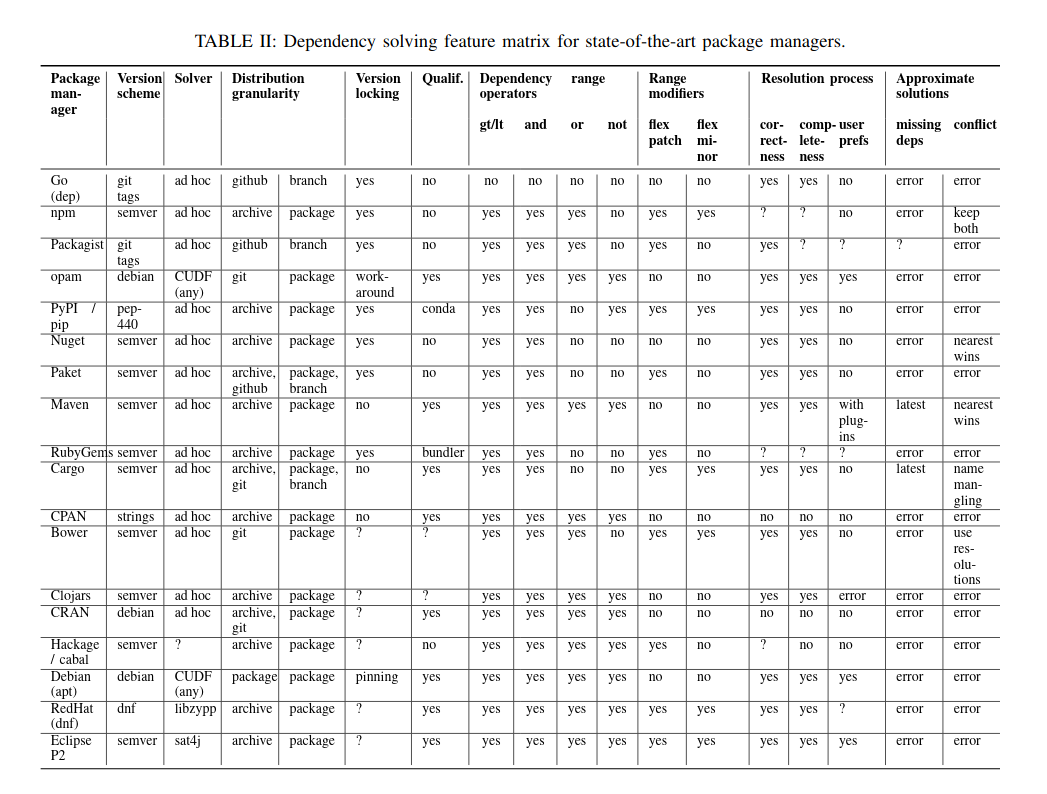 TABLE II: Dependency solving feature matrix for state-of-the-art package managers.
Package Version Solver Distribution Version Qualif. Dependency range Range Resolution process Approximate
man- scheme granularity locking operators modifiers solutions
ager
gt/lt and or not flex flex cor- comp- user missing conflict
patch mi- rect- lete- prefs deps
nor ness ness
Go git ad hoc github branch yes no no no no no no no yes yes no error error
(dep) tags
npm semver ad hoc archive package yes no yes yes yes no yes yes ? ? no error keep
both
Packagist git ad hoc github branch yes no yes yes yes no yes no yes ? ? ? error
tags
opam debian CUDF git package work- yes yes yes yes yes no no yes yes yes error error
(any) around
PyPI / pep- ad hoc archive package yes conda yes yes no yes yes yes yes yes no error error
pip 440
Nuget semver ad hoc archive package yes no yes yes no no no no yes yes no error nearest
wins
Paket semver ad hoc archive, package, yes no yes yes no no yes no yes yes no error error
github branch
Maven semver ad hoc archive package no yes yes yes yes yes no no yes yes with latest nearest
plug- wins
ins
RubyGems semver ad hoc archive package yes bundler yes yes no no yes no ? ? ? error error
Cargo semver ad hoc archive, package, no yes yes yes no no yes yes yes yes no latest name
git branch man-
gling
CPAN strings ad hoc archive package no yes yes yes yes yes no no no no no error error
Bower semver ad hoc git package ? ? yes yes yes no yes yes yes yes no error use
res-
olu-
tions
Clojars semver ad hoc archive package ? ? yes yes yes yes no no yes yes error error error
CRAN debian ad hoc archive, package ? yes yes yes yes yes no no no no no error error
git
Hackage semver ? archive package ? no yes yes yes yes yes no ? no no error error
/ cabal
Debian debian CUDF package package pinning yes yes yes yes yes no no yes yes yes error error
(apt) (any)
RedHat dnf libzypp archive package ? yes yes yes yes yes yes yes yes yes ? error error
(dnf)
Eclipse semver sat4j archive package ? yes yes yes yes yes yes yes yes yes yes error error
P2